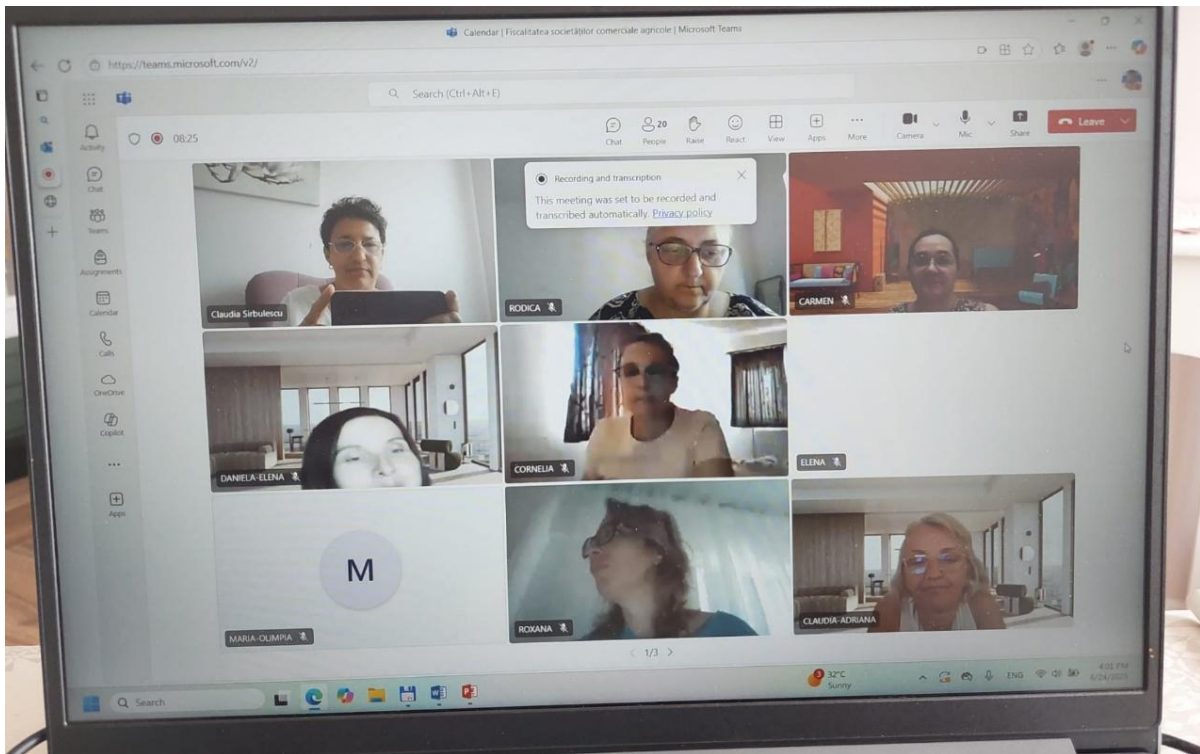 Calendar | Fiscalitatea societăților comerciale agricole | Microsoft Teams
https://teams.microsoft.com/v2/
Search (Ctrl+Alt+E)
08:25
20
Chat People Raise React View Apps More Camera Mic Share Leave
Activity
Chat
Teams
Assignments
Calendar
Calls
OneDrive
Copilot
Apps
Recording and transcription
This meeting was set to be recorded and
transcribed automatically. Privacy policy
Claudia Sirbulescu
RODICA
CARMEN
DANIELA-ELENA
CORNELIA
ELENA
M
MARIA-OLIMPIA
ROXANA
CLAUDIA-ADRIANA
1/3
Search
3
32°C
Sunny
ENG
4:01 PM